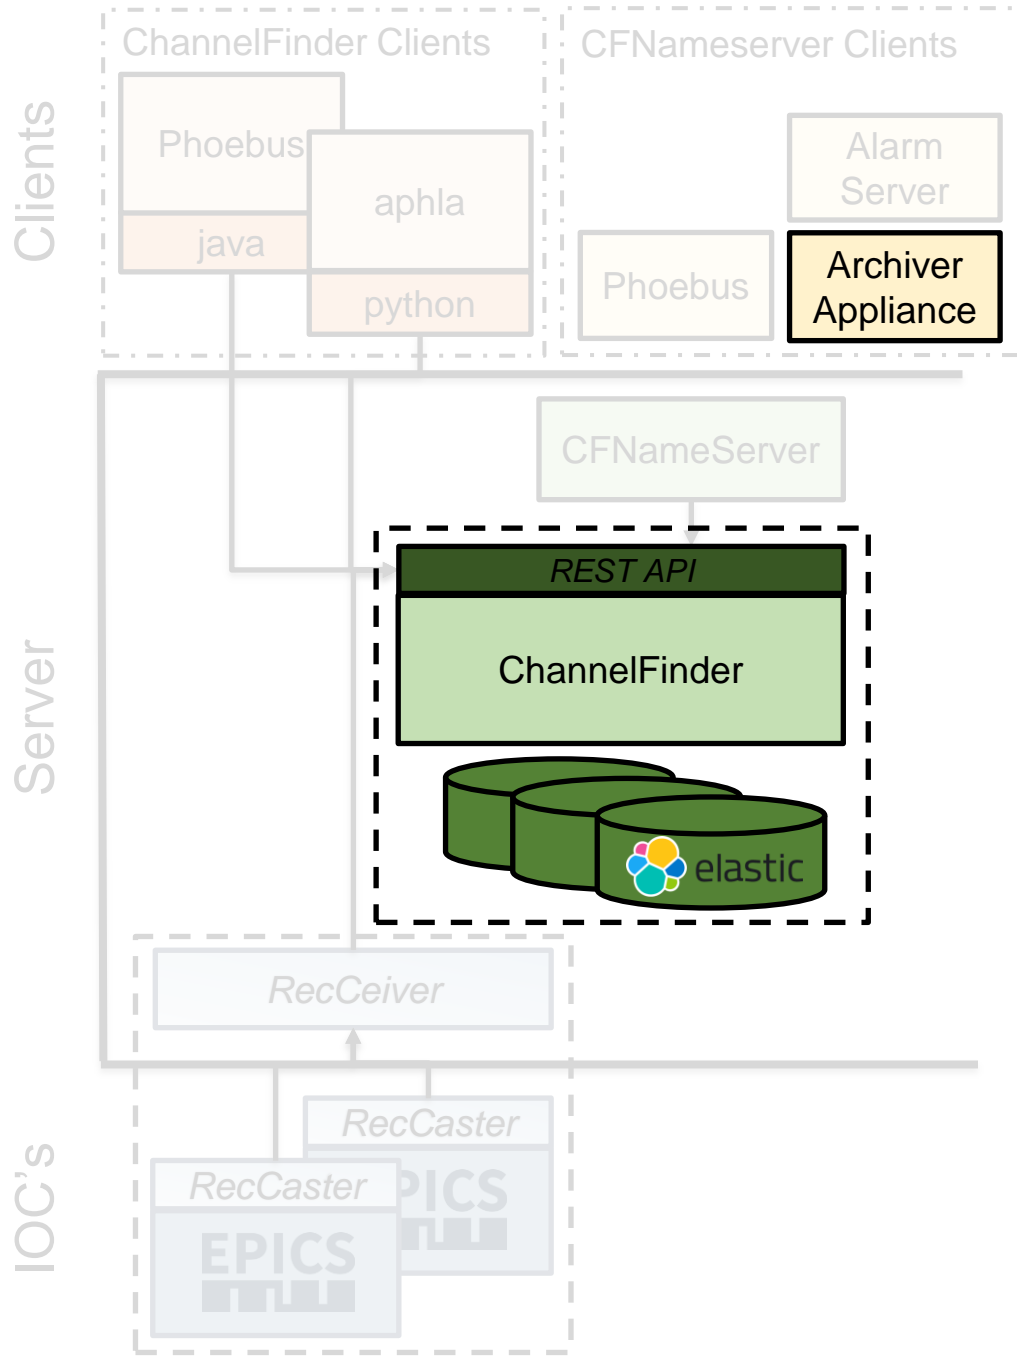 Clients
ChannelFinder Clients
Phoebus
java
aphla
python
CFNameserver Clients
Alarm
Server
Phoebus
Archiver
Appliance
Server
CFNameServer
REST API
ChannelFinder
elastic
RecCeiver
IOC's
RecCaster
EPICS
RecCaster
EPICS